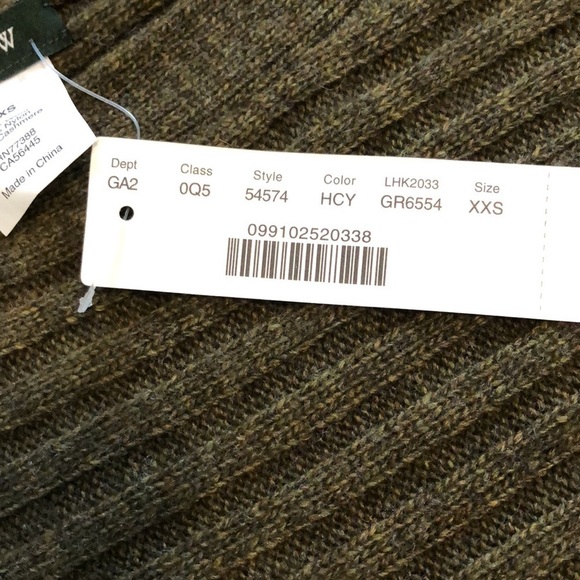 W
XS
Nylon
Cashmere
N77388
CA56445
Made in China
Dept Class Style Color LHK2033 Size
GA2 0Q5 54574 HCY GR6554 XXS
099102520338